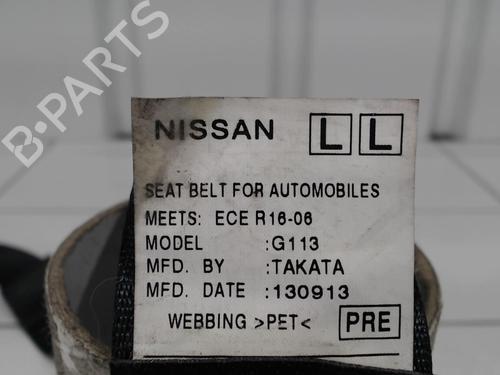 B-PARTS
NISSAN L L
SEAT BELT FOR AUTOMOBILES
MEETS: ECE R16-06
MODEL :G113
MFD. BY :TAKATA
MFD. DATE :130913
WEBBING >PET< PRE